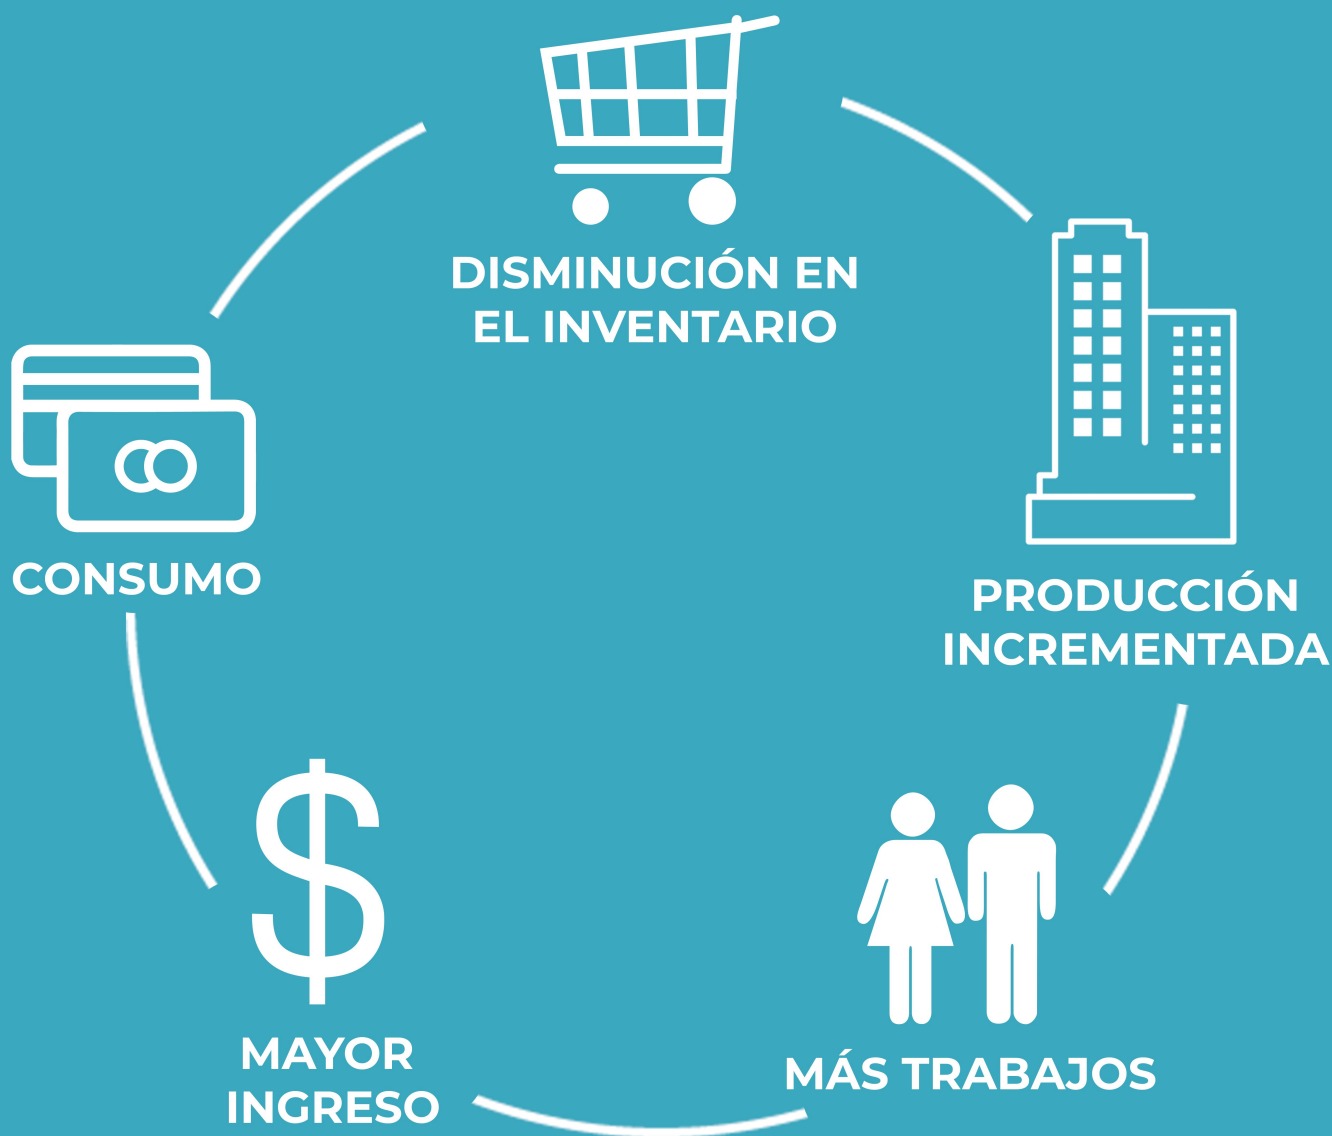 DISMINUCIÓN EN
EL INVENTARIO
CONSUMO
PRODUCCIÓN
INCREMENTADA
$
MAYOR
INGRESO
MÁS TRABAJOS